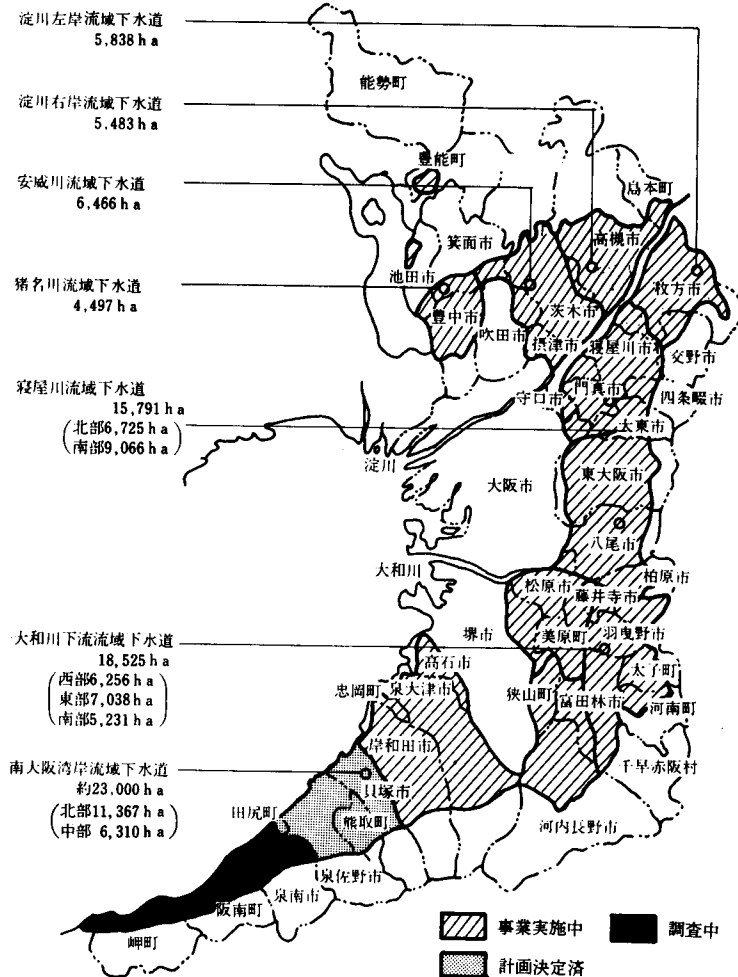 淀川左岸流域下水道
5,838ha
淀川右岸流域下水道
5,483ha
安威川流域下水道
6,466ha
猪名川流域下水道
4,497ha
寝屋川流域下水道
15,791ha
(北部6,725ha
南部9,066ha)
大和川下流流域下水道
18,525ha
(西部6,256ha
東部7,038ha
南部5,231ha)
南大阪湾岸流域下水道
約23,000ha
(北部11,367ha
中部 6,310ha)
能勢町
豊能町
島本町
箕面市
高槻市
池田市
枚方市
豊中市
茨木市
吹田市
摂津市
寝屋川市
交野市
守口市
門真市
四条畷市
大東市
淀川
大阪市
東大阪市
八尾市
大和川
松原市
柏原市
藤井寺市
堺市
美原町
羽曳野市
高石市
太子町
忠岡町
泉大津市
狭山町
富田林市
河南町
岸和田市
千早赤阪村
貝塚市
田尻町
熊取町
河内長野市
泉佐野市
泉南市
阪南町
岬町
事業実施中
調査中
計画決定済